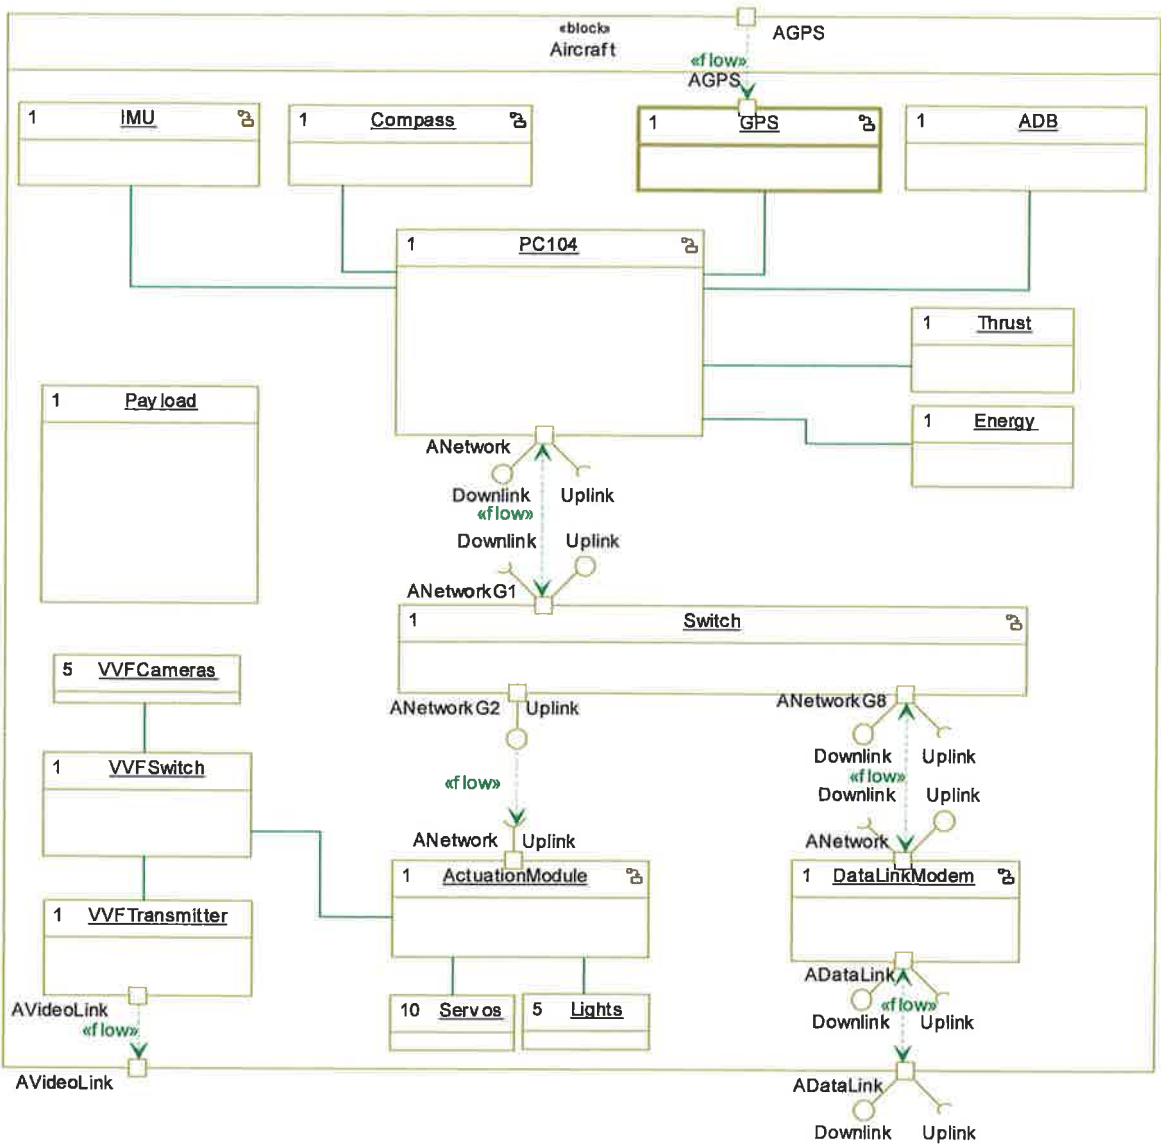 «block»
Aircraft
AGPS
«flow»
AGPS
1 IMU
1 Compass
1 GPS
1 ADB
1 PC104
1 Thrust
1 Payload
1 Energy
ANetwork
Downlink Uplink
«flow»
Downlink Uplink
ANetworkG1
1 Switch
5 VVFCameras
ANetworkG2 Uplink
ANetworkG8
Downlink Uplink
1 VVFSwitch
«flow»
«flow»
Downlink Uplink
ANetwork Uplink
ANetwork
1 ActuationModule
1 DataLinkModem
1 VVFTransmitter
ADataLink
AVideoLink
10 Servos
5 Lights
«flow»
Downlink Uplink
«flow»
AVideoLink
ADataLink
Downlink Uplink